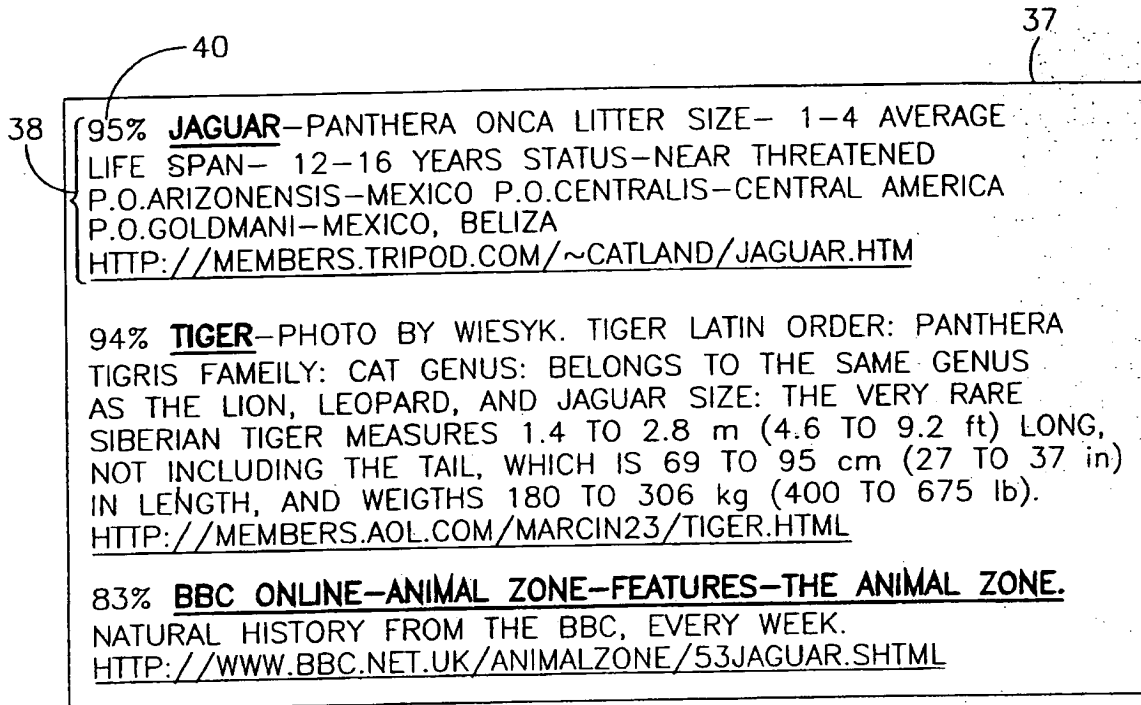 37
40
38
95% JAGUAR–PANTHERA ONCA LITTER SIZE– 1–4 AVERAGE
LIFE SPAN– 12–16 YEARS STATUS–NEAR THREATENED
P.O.ARIZONENSIS–MEXICO P.O.CENTRALIS–CENTRAL AMERICA
P.O.GOLDMANI–MEXICO, BELIZA
HTTP://MEMBERS.TRIPOD.COM/~CATLAND/JAGUAR.HTM
94% TIGER–PHOTO BY WIESYK. TIGER LATIN ORDER: PANTHERA
TIGRIS FAMEILY: CAT GENUS: BELONGS TO THE SAME GENUS
AS THE LION, LEOPARD, AND JAGUAR SIZE: THE VERY RARE
SIBERIAN TIGER MEASURES 1.4 TO 2.8 m (4.6 TO 9.2 ft) LONG,
NOT INCLUDING THE TAIL, WHICH IS 69 TO 95 cm (27 TO 37 in)
IN LENGTH, AND WEIGTHS 180 TO 306 kg (400 TO 675 lb).
HTTP://MEMBERS.AOL.COM/MARCIN23/TIGER.HTML
83% BBC ONLINE–ANIMAL ZONE–FEATURES–THE ANIMAL ZONE.
NATURAL HISTORY FROM THE BBC, EVERY WEEK.
HTTP://WWW.BBC.NET.UK/ANIMALZONE/53JAGUAR.SHTML